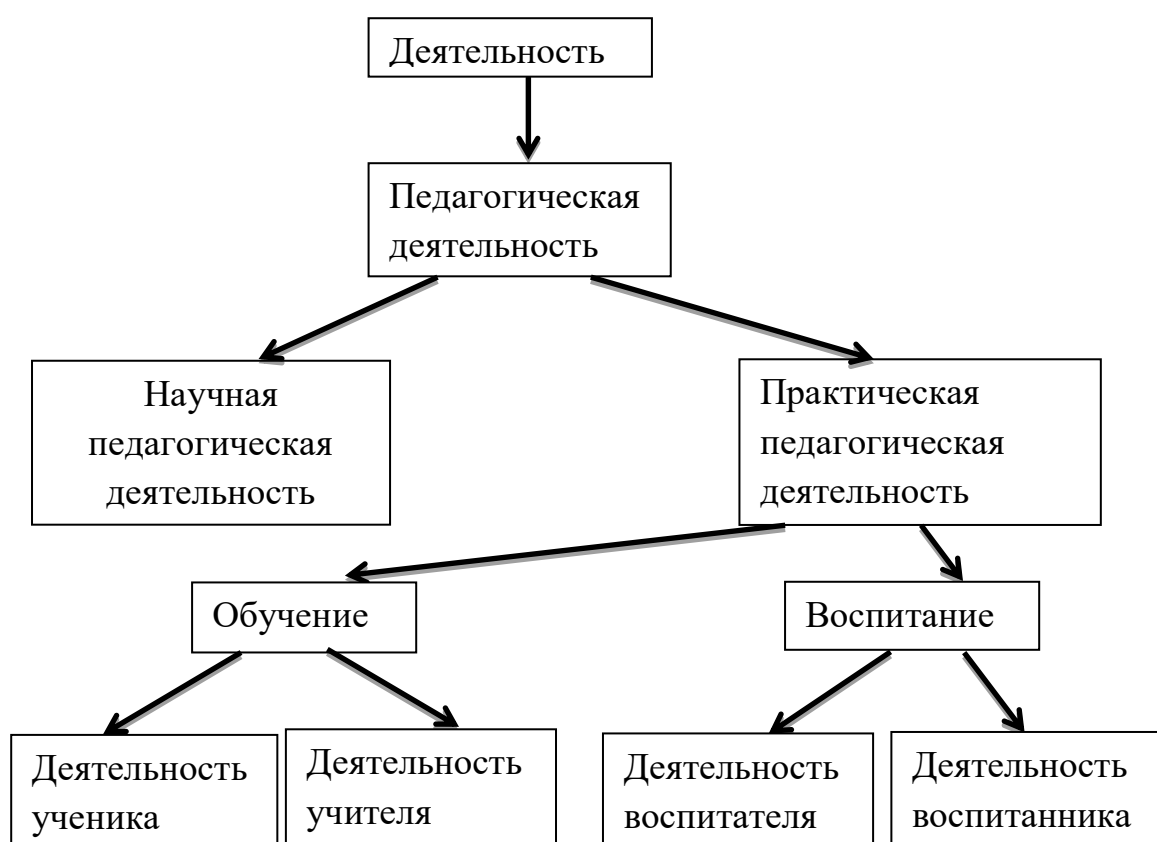 Деятельность
Педагогическая
деятельность
Научная
педагогическая
деятельность
Практическая
педагогическая
деятельность
Обучение
Воспитание
Деятельность
ученика
Деятельность
учителя
Деятельность
воспитателя
Деятельность
воспитанника